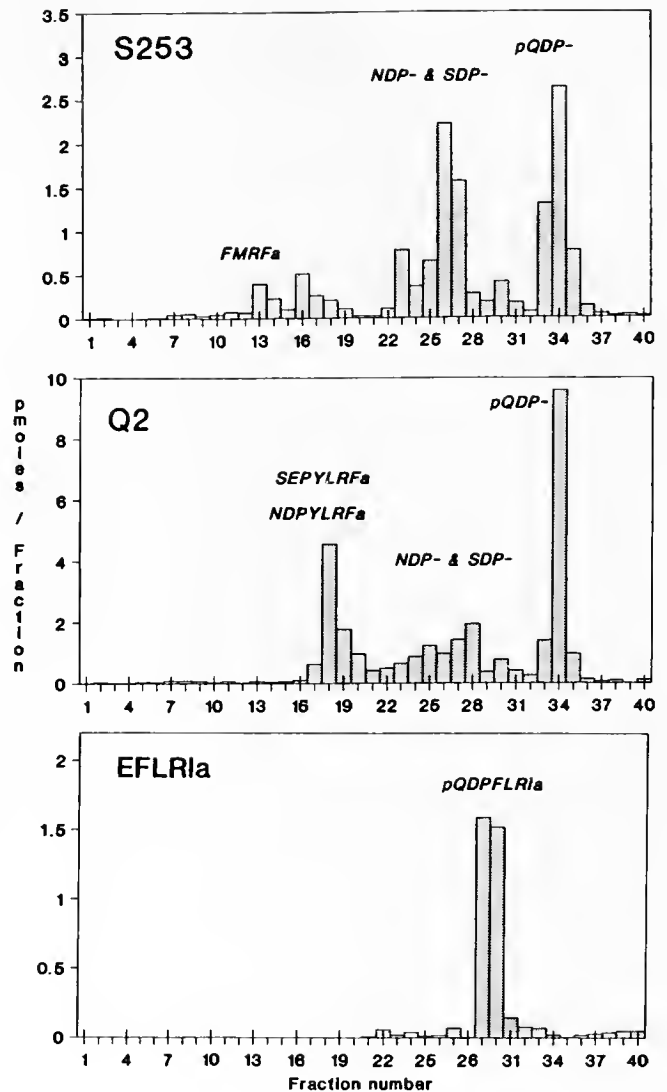 S253
pQDP-
NDP- & SDP-
FMRFa
3.5
3
2.5
2
1.5
1
0.5
0
1 4 7 10 13 16 19 22 25 28 31 34 37 40
Q2
pQDP-
SEPYLRFa
NDPYLRFa
NDP- & SDP-
10
8
6
4
2
0
1 4 7 10 13 16 19 22 25 28 31 34 37 40
pmoles / Fraction
EFLRIa
pQDPFLRIa
2
1.5
1
0.5
0
1 4 7 10 13 16 19 22 25 28 31 34 37 40
Fraction number